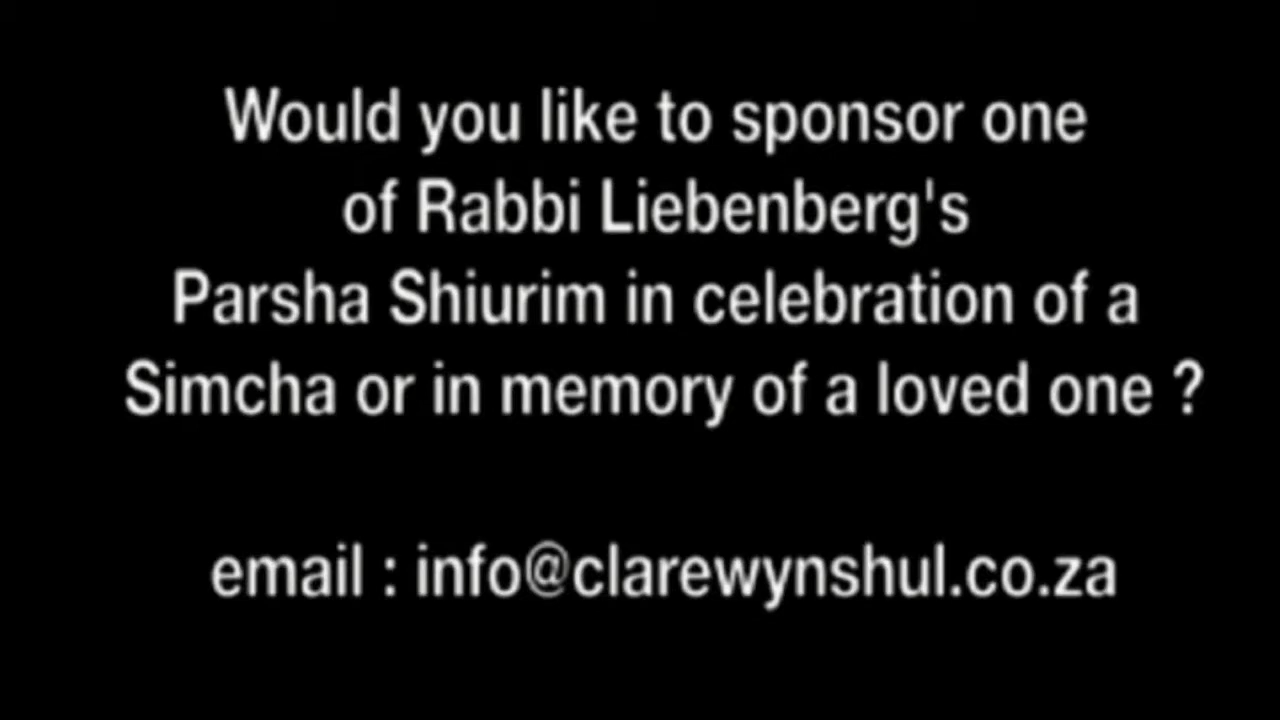 Would you like to sponsor one
of Rabbi Liebenberg's
Parsha Shiurim in celebration of a
Simcha or in memory of a loved one ?
email : info@clarewynshul.co.za